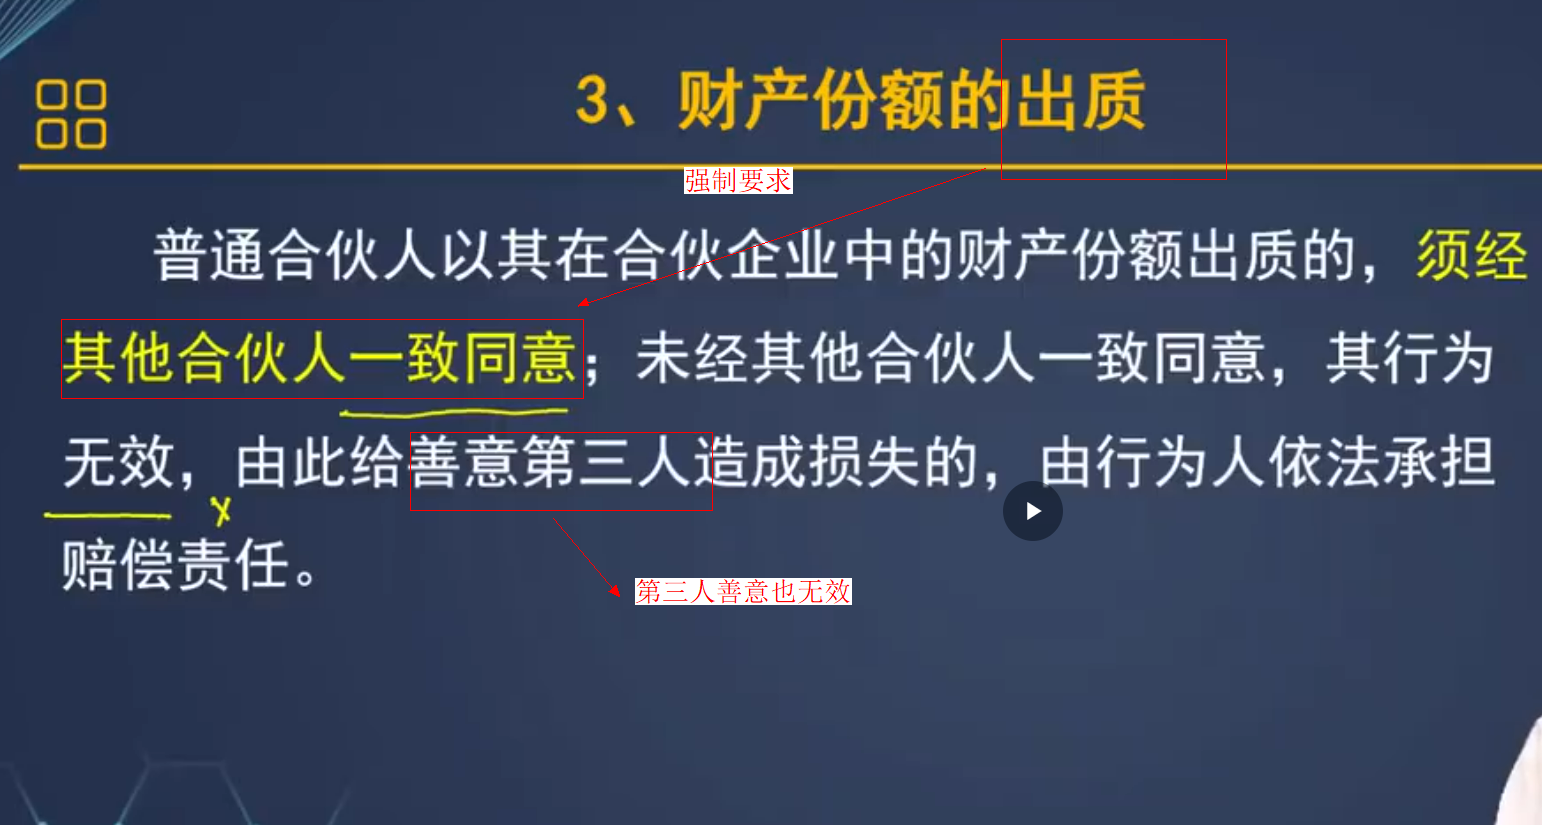 3、财产份额的出质
强制要求
普通合伙人以其在合伙企业中的财产份额出质的，须经
其他合伙人一致同意；未经其他合伙人一致同意，其行为
无效，由此给善意第三人造成损失的，由行为人依法承担
赔偿责任。
第三人善意也无效